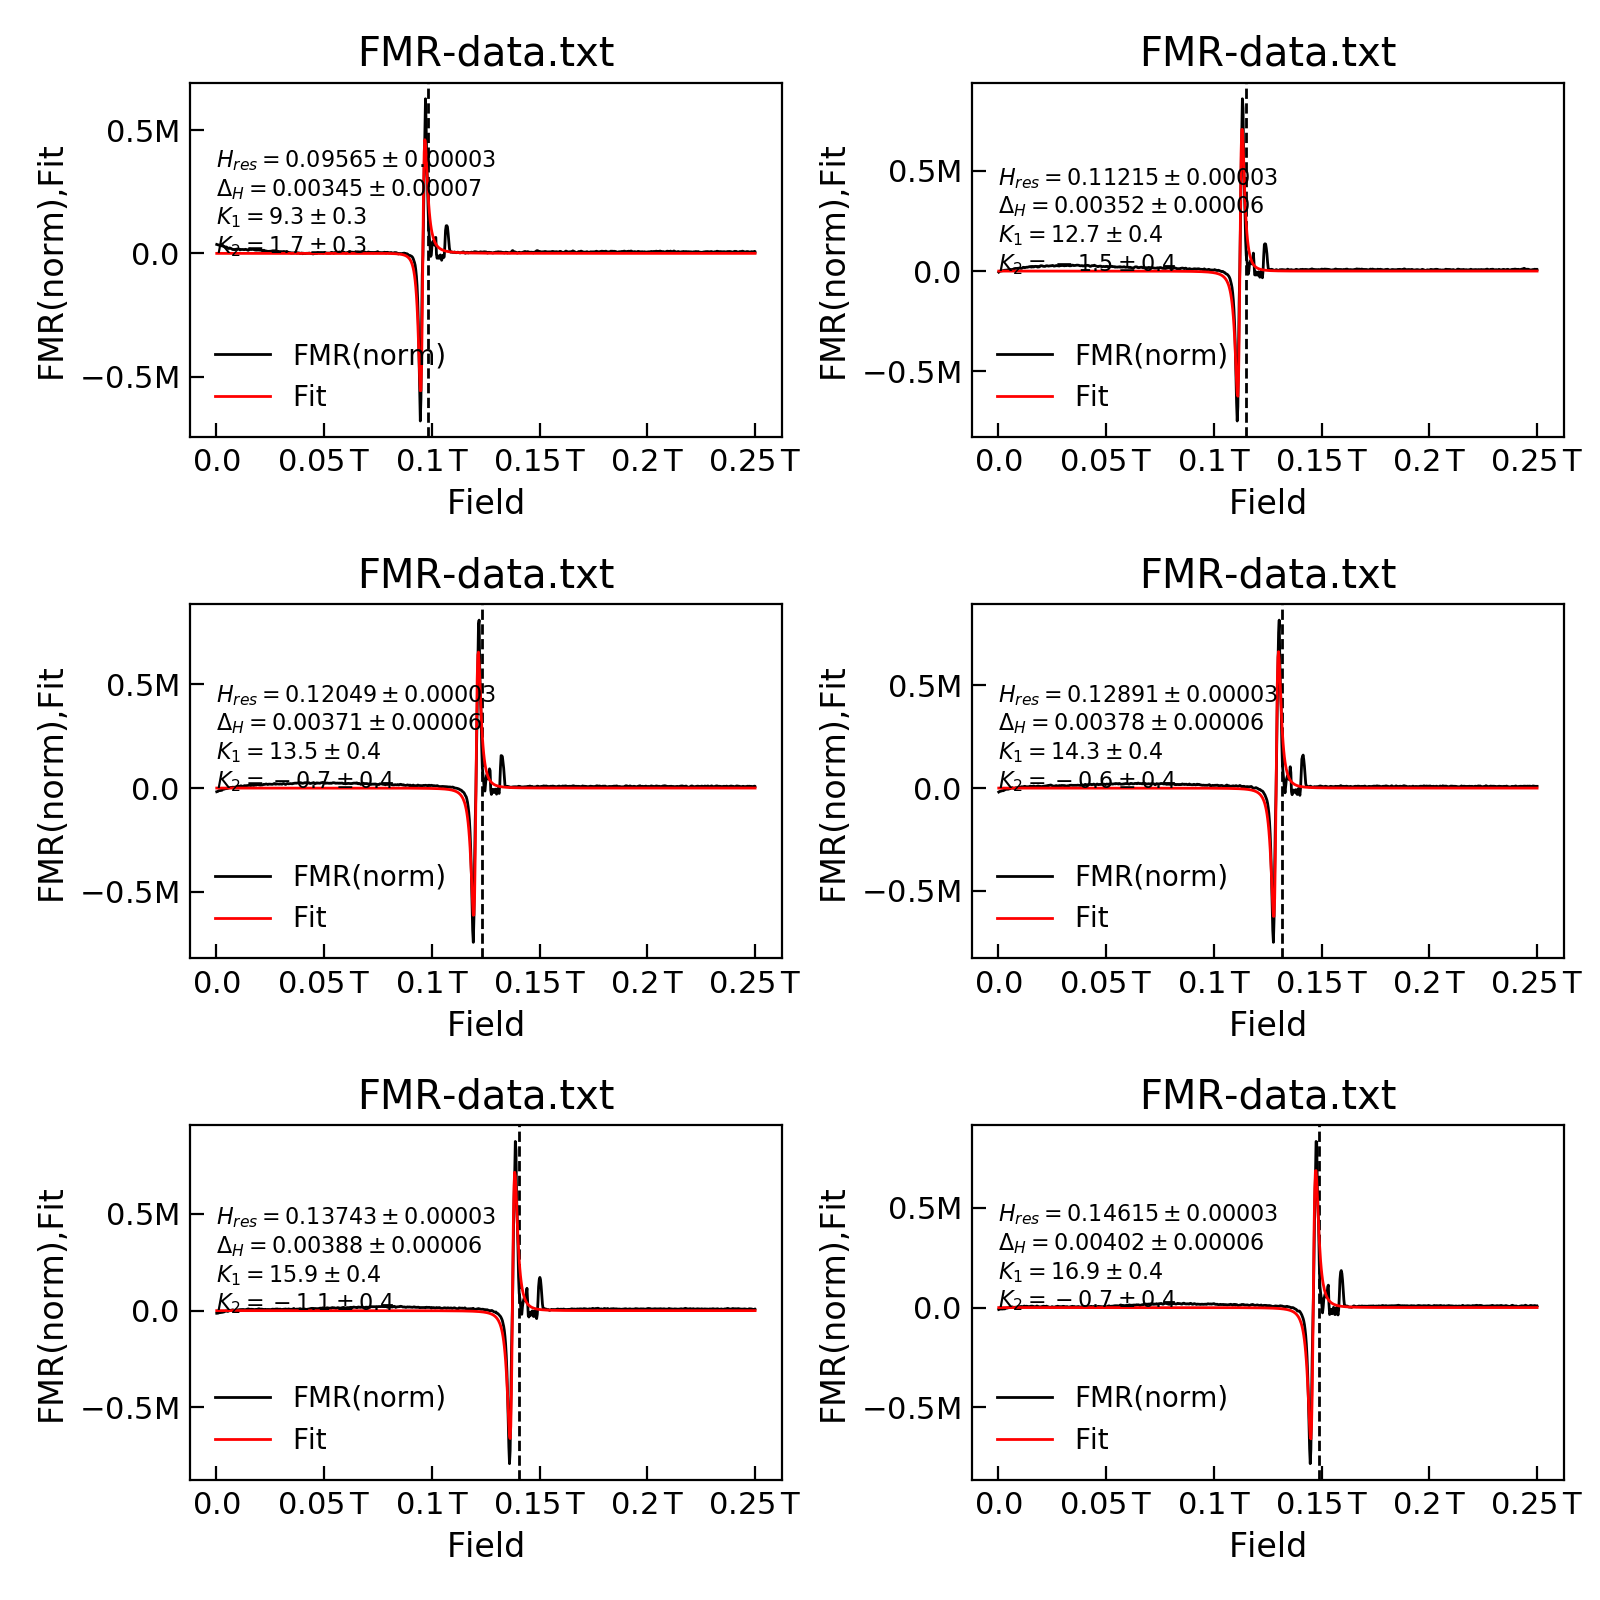 FMR-data.txt
FMR(norm),Fit
0.5M
0.0
−0.5M
H_res = 0.09565 ± 0.00003
Δ_H = 0.00345 ± 0.00007
K_1 = 9.3 ± 0.3
K_2 = 1.7 ± 0.3
FMR(norm)
Fit
0.0 0.05 T 0.1 T 0.15 T 0.2 T 0.25 T
Field
FMR-data.txt
FMR(norm),Fit
0.5M
0.0
−0.5M
H_res = 0.11215 ± 0.00003
Δ_H = 0.00352 ± 0.00006
K_1 = 12.7 ± 0.4
K_2 = −1.5 ± 0.4
FMR(norm)
Fit
0.0 0.05 T 0.1 T 0.15 T 0.2 T 0.25 T
Field
FMR-data.txt
FMR(norm),Fit
0.5M
0.0
−0.5M
H_res = 0.12049 ± 0.00003
Δ_H = 0.00371 ± 0.00006
K_1 = 13.5 ± 0.4
K_2 = −0.7 ± 0.4
FMR(norm)
Fit
0.0 0.05 T 0.1 T 0.15 T 0.2 T 0.25 T
Field
FMR-data.txt
FMR(norm),Fit
0.5M
0.0
−0.5M
H_res = 0.12891 ± 0.00003
Δ_H = 0.00378 ± 0.00006
K_1 = 14.3 ± 0.4
K_2 = −0.6 ± 0.4
FMR(norm)
Fit
0.0 0.05 T 0.1 T 0.15 T 0.2 T 0.25 T
Field
FMR-data.txt
FMR(norm),Fit
0.5M
0.0
−0.5M
H_res = 0.13743 ± 0.00003
Δ_H = 0.00388 ± 0.00006
K_1 = 15.9 ± 0.4
K_2 = −1.1 ± 0.4
FMR(norm)
Fit
0.0 0.05 T 0.1 T 0.15 T 0.2 T 0.25 T
Field
FMR-data.txt
FMR(norm),Fit
0.5M
0.0
−0.5M
H_res = 0.14615 ± 0.00003
Δ_H = 0.00402 ± 0.00006
K_1 = 16.9 ± 0.4
K_2 = −0.7 ± 0.4
FMR(norm)
Fit
0.0 0.05 T 0.1 T 0.15 T 0.2 T 0.25 T
Field